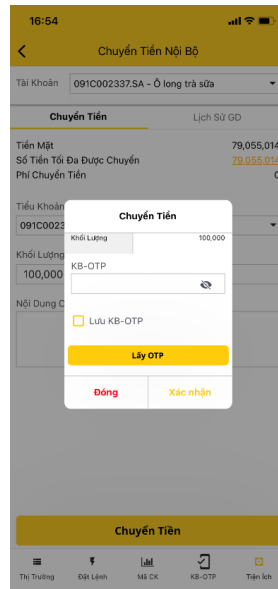 16:54
Chuyển Tiền Nội Bộ
Tài Khoản 091C002337.SA - Ô long trà sữa
Chuyển Tiền Lịch Sử GD
Tiền Mặt 79,055,014
Số Tiền Tối Đa Được Chuyển 79,055,014
Phí Chuyển Tiền 0
Tiểu Khoản
091C0023
Chuyển Tiền
Khối Lượng 100,000
Khối Lượng
KB-OTP
100,000
Nội Dung C
Lưu KB-OTP
Lấy OTP
Đóng Xác nhận
Chuyển Tiền
Thị Trường Đặt Lệnh Mã CK KB-OTP Tiện Ích